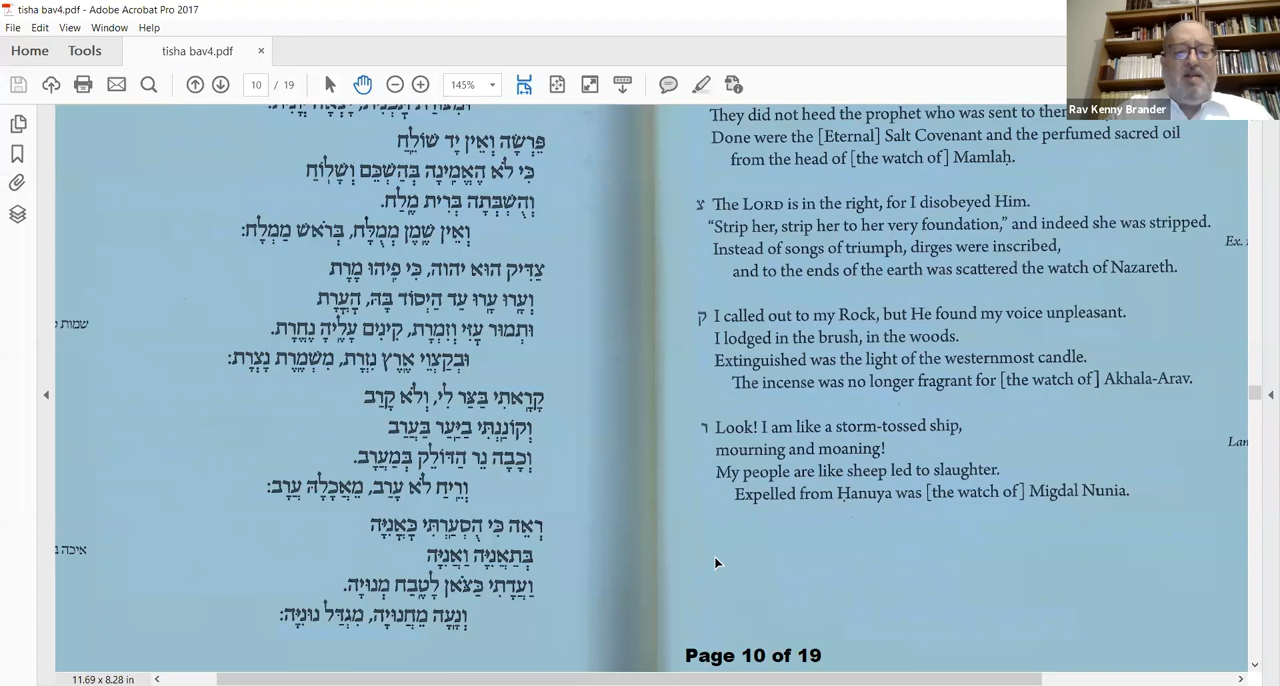 tisha bav4.pdf - Adobe Acrobat Pro 2017
File Edit View Window Help
Home Tools tisha bav4.pdf ×
10 / 19 145%
Rav Kenny Brander
פֵּרְשָׂה וְאֵין יָד שׁוֹלֵחַ
כִּי לֹא הֶאֱמִינָה בְּהַשְׁכֵּם וְשָׁלוֹחַ
וְהֻשְׁבְּתָה בְּרִית מֶלַח.
וְאֵין שֶׁמֶן מְמֻלָּח, בְּרֹאשׁ מַמְלָח:
צַדִּיק הוּא יהוה, כִּי פִיהוּ מָרָת
וְעָרוּ עָרוּ עַד הַיְסוֹד בָּהּ, הָעֳרָת
וּתְמוּר עָזִּי וְזִמְרָת, קִינִים עָלֶיהָ נֶחֱרָת.
וּבְקַצְוֵי אֶרֶץ נִזְרָת, מִשְׁמֶרֶת נָצְרָת:
שמות
קָרָאתִי בַּצַּר לִי, וְלֹא קָרַב
וְקוֹנַנְתִּי בַּיַּעַר בַּעֲרַב
וְכָבָה נֵר הַדּוֹלֵק בְּמַעֲרָב.
וְרֵיחַ לֹא עָרַב, מֵאֲכָלָהּ עֲרָב:
רְאֵה כִּי הֻסְעַרְתִּי כָּאֳנִיָּה
בְּתַאֲנִיָּה וַאֲנִיָּה
וַעֲדָתִי כַּצֹּאן לָטֶבַח מְנוּיָה.
וְנָעָה מֵחֲנוּיָה, מִגְדַּל נוּנִיָּה:
איכה
They did not heed the prophet who was sent to
Done were the [Eternal] Salt Covenant and the perfumed sacred oil
from the head of [the watch of] Mamlaḥ.
צ The LORD is in the right, for I disobeyed Him.
“Strip her, strip her to her very foundation,” and indeed she was stripped.
Instead of songs of triumph, dirges were inscribed,
and to the ends of the earth was scattered the watch of Nazareth.
Ex.
ק I called out to my Rock, but He found my voice unpleasant.
I lodged in the brush, in the woods.
Extinguished was the light of the westernmost candle.
The incense was no longer fragrant for [the watch of] Akhala-Arav.
ר Look! I am like a storm-tossed ship,
mourning and moaning!
My people are like sheep led to slaughter.
Expelled from Ḥanuya was [the watch of] Migdal Nunia.
Page 10 of 19
11.69 x 8.28 in